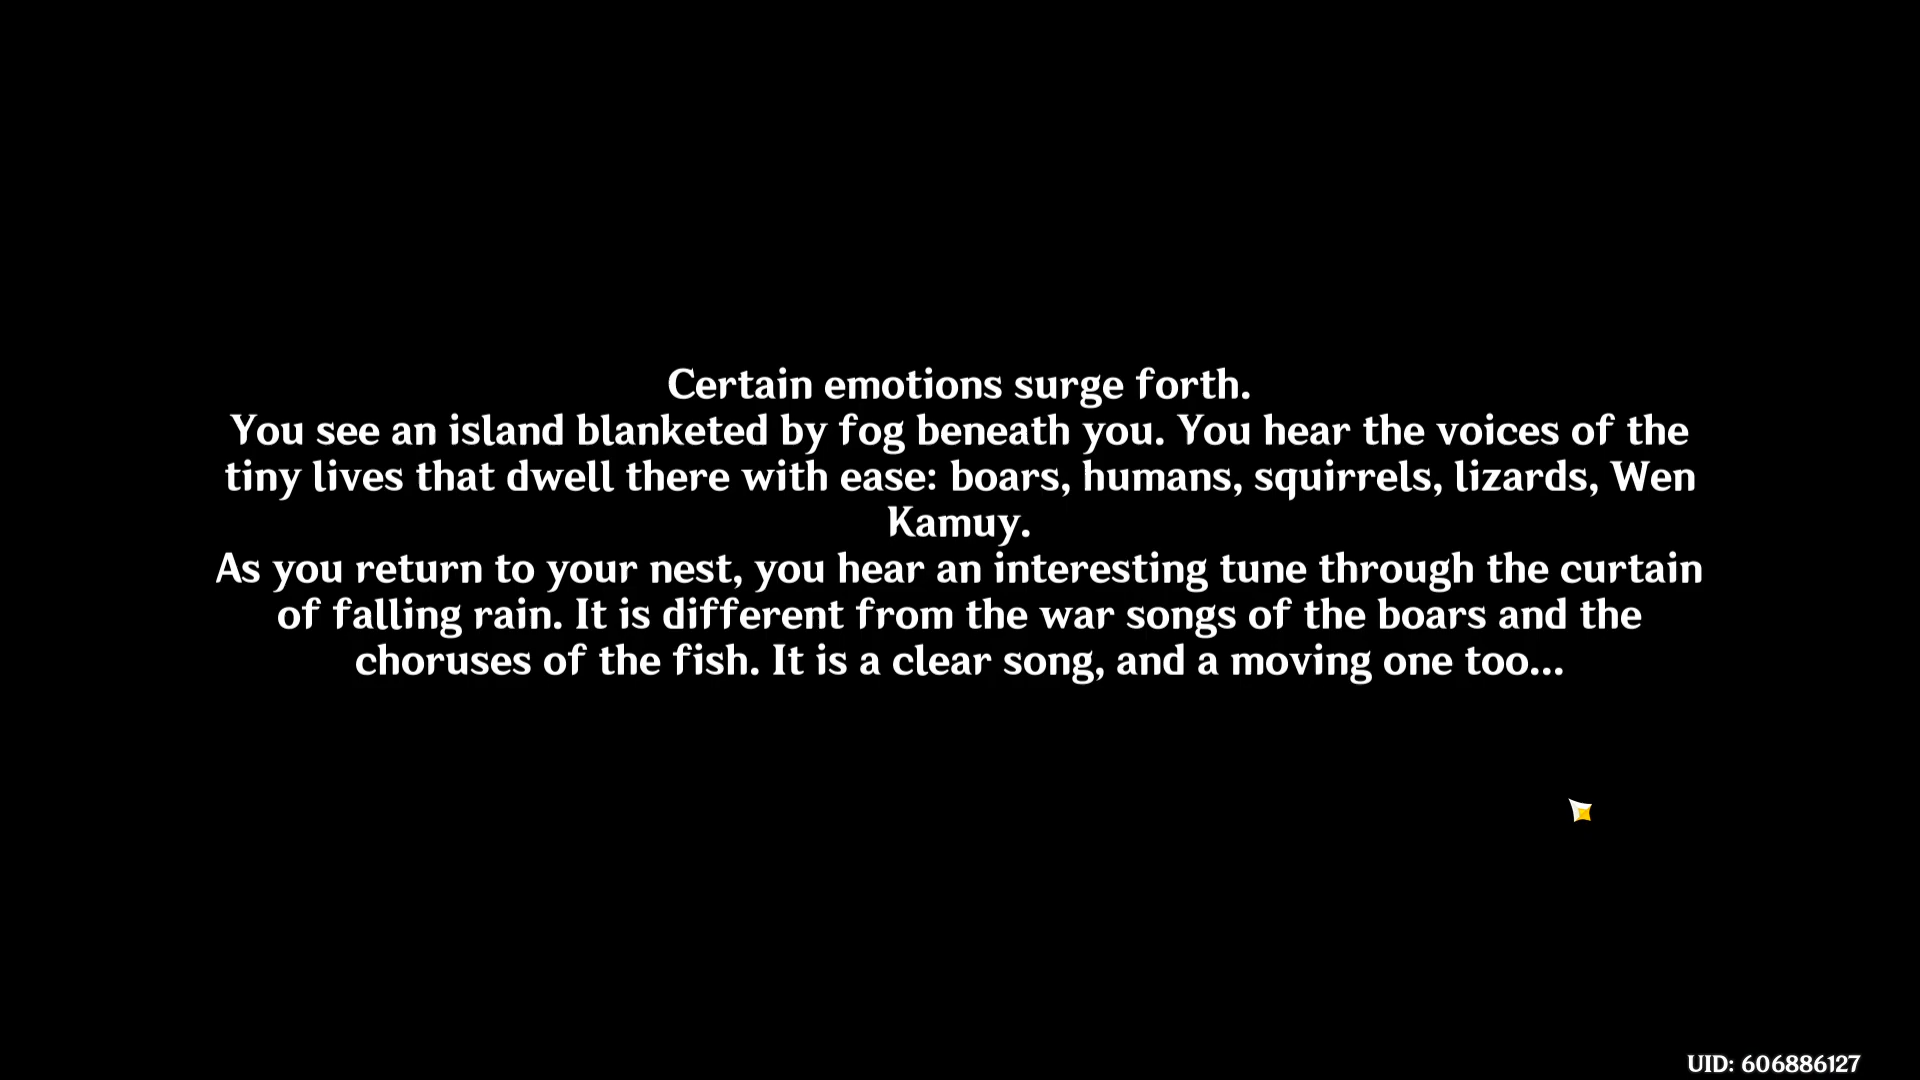 Certain emotions surge forth.
You see an island blanketed by fog beneath you. You hear the voices of the
tiny lives that dwell there with ease: boars, humans, squirrels, lizards, Wen
Kamuy.
As you return to your nest, you hear an interesting tune through the curtain
of falling rain. It is different from the war songs of the boars and the
choruses of the fish. It is a clear song, and a moving one too...
UID: 606886127